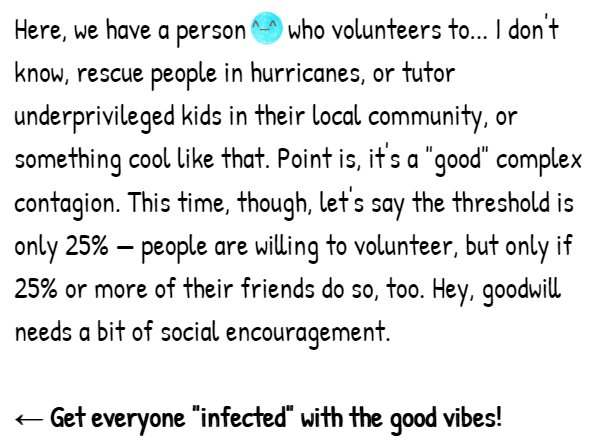 Here, we have a person who volunteers to... I don't
know, rescue people in hurricanes, or tutor
underprivileged kids in their local community, or
something cool like that. Point is, it's a "good" complex
contagion. This time, though, let's say the threshold is
only 25% — people are willing to volunteer, but only if
25% or more of their friends do so, too. Hey, goodwill
needs a bit of social encouragement.
← Get everyone "infected" with the good vibes!